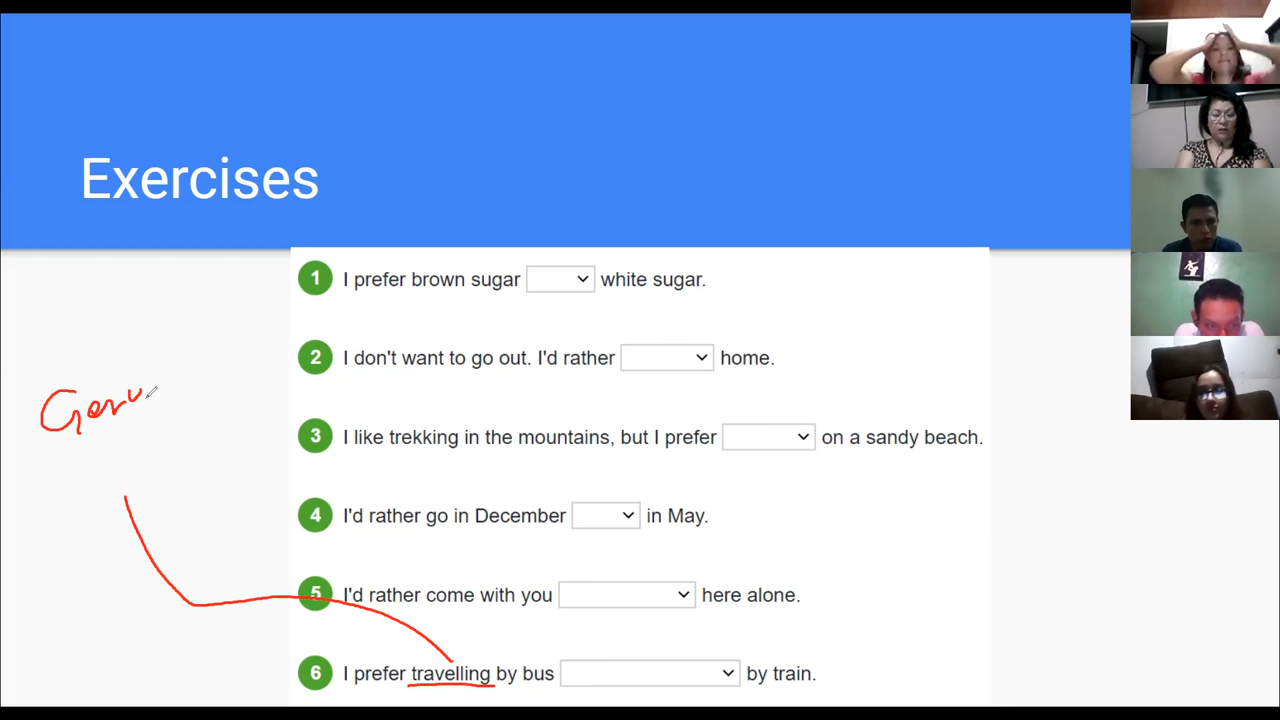 Exercises
1 I prefer brown sugar white sugar.
2 I don't want to go out. I'd rather home.
3 I like trekking in the mountains, but I prefer on a sandy beach.
Geru
4 I'd rather go in December in May.
5 I'd rather come with you here alone.
6 I prefer travelling by bus by train.